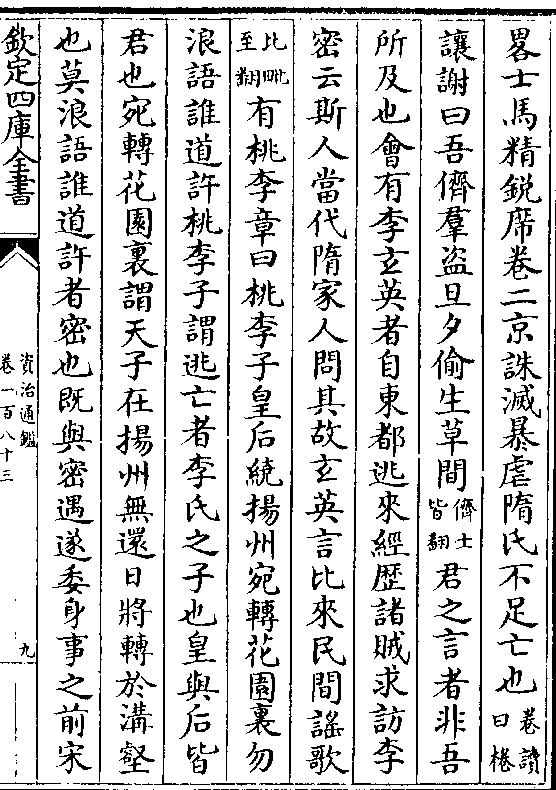 畧士馬精銳席卷二京誅滅暴虐隋氏不足亡也卷讀曰棬
讓謝曰吾儕羣盜旦夕偷生草間儕士皆翻君之言者非吾
所及也會有李玄英者自東都逃來經歷諸賊求訪李
密云斯人當代隋家人問其故玄英言比來民間謡歌
比毗至翻有桃李章曰桃李子皇后繞揚州宛轉花園裏勿
浪語誰道許桃李子謂逃亡者李氏之子也皇與后皆
君也宛轉花園裏謂天子在揚州無還日將轉於溝壑
也莫浪語誰道許者密也既與密遇遂委身事之前宋
欽定四庫全書
資治通鑑
卷一百八十三
九